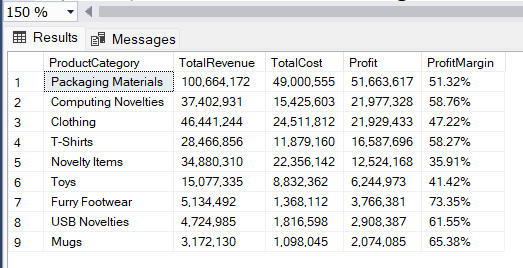 150 %
Results Messages
ProductCategory TotalRevenue TotalCost Profit ProfitMargin
1 Packaging Materials 100,664,172 49,000,555 51,663,617 51.32%
2 Computing Novelties 37,402,931 15,425,603 21,977,328 58.76%
3 Clothing 46,441,244 24,511,812 21,929,433 47.22%
4 T-Shirts 28,466,856 11,879,160 16,587,696 58.27%
5 Novelty Items 34,880,310 22,356,142 12,524,168 35.91%
6 Toys 15,077,335 8,832,362 6,244,973 41.42%
7 Furry Footwear 5,134,492 1,368,112 3,766,381 73.35%
8 USB Novelties 4,724,985 1,816,598 2,908,387 61.55%
9 Mugs 3,172,130 1,098,045 2,074,085 65.38%